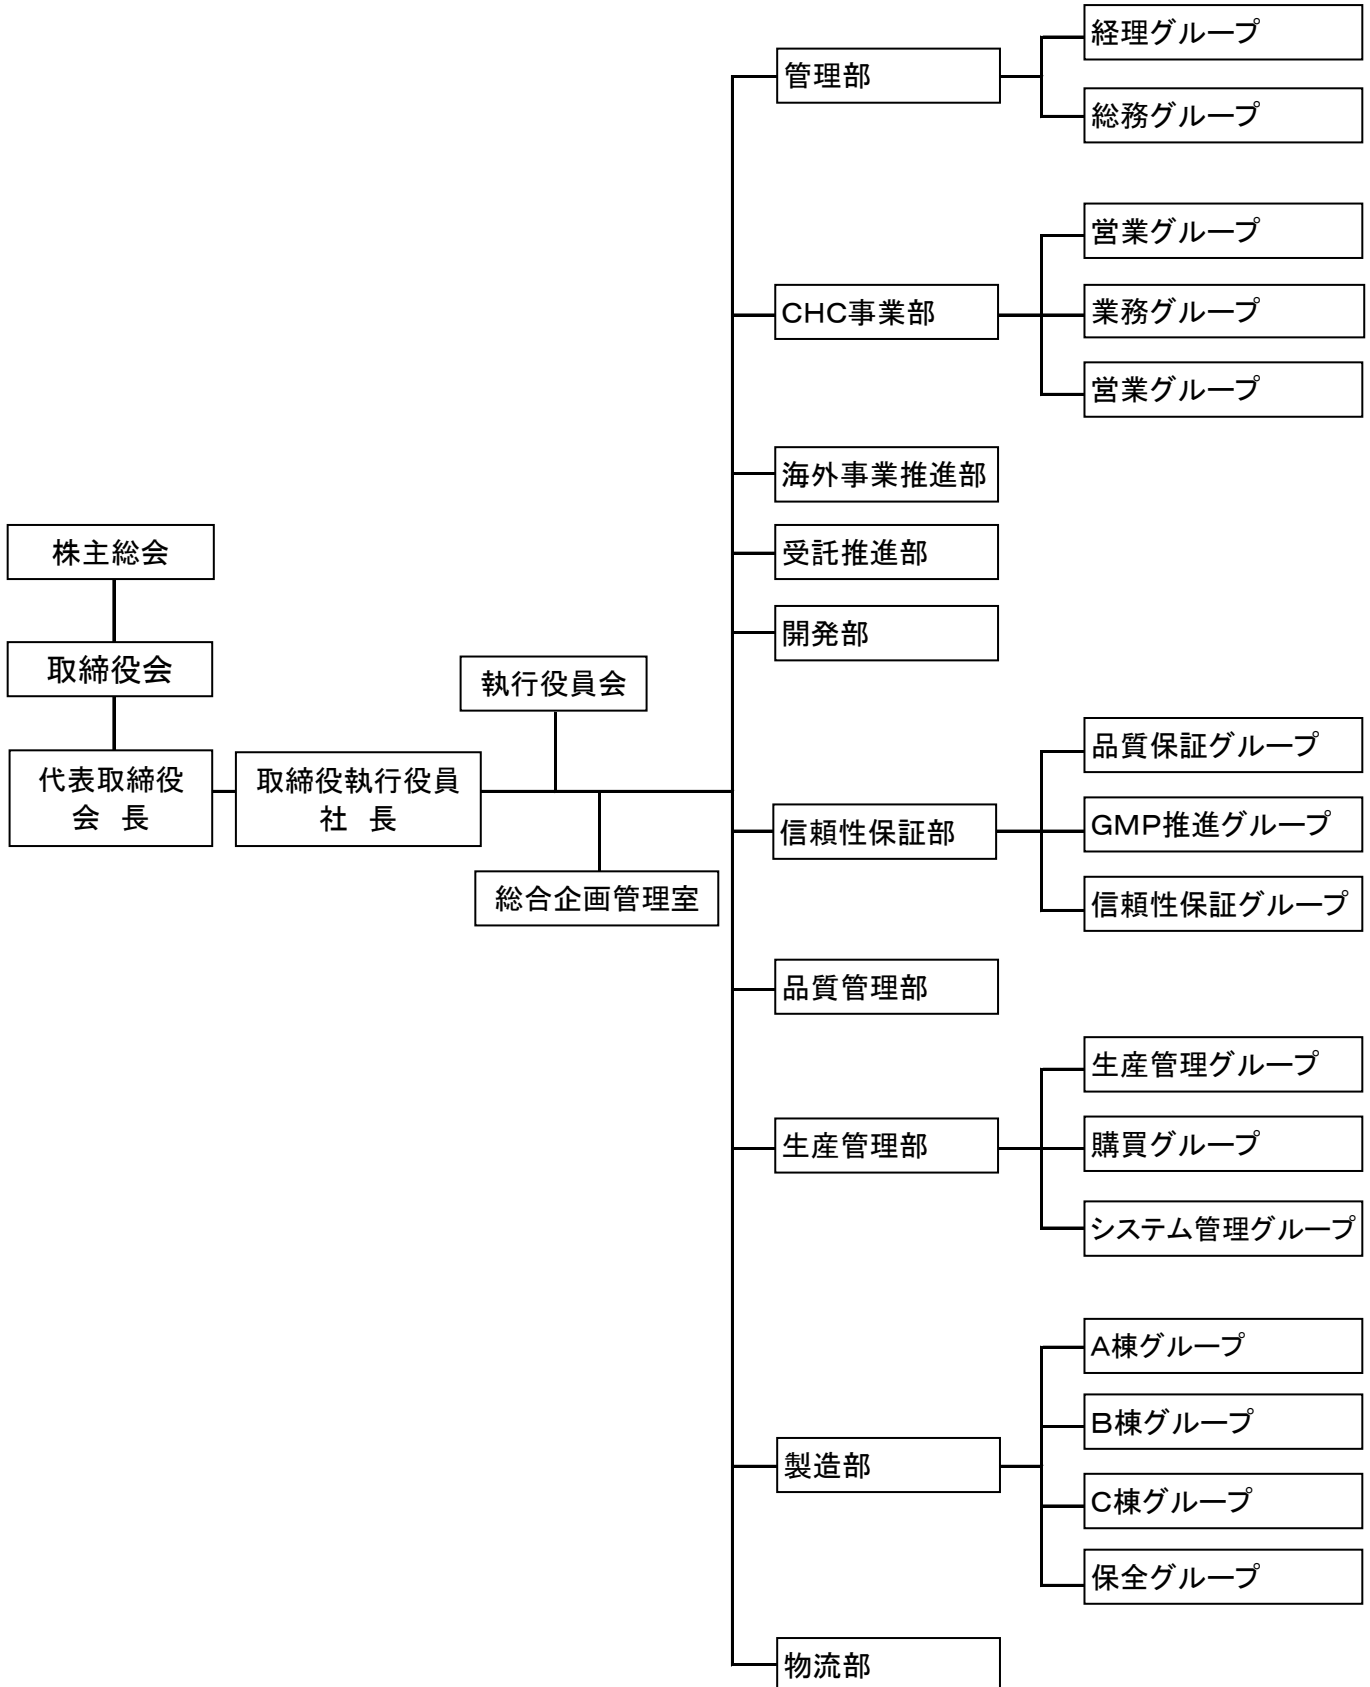 株主総会
取締役会
代表取締役
会　長
取締役執行役員
社　長
執行役員会
総合企画管理室
管理部
経理グループ
総務グループ
CHC事業部
営業グループ
業務グループ
営業グループ
海外事業推進部
受託推進部
開発部
信頼性保証部
品質保証グループ
GMP推進グループ
信頼性保証グループ
品質管理部
生産管理部
生産管理グループ
購買グループ
システム管理グループ
製造部
A棟グループ
B棟グループ
C棟グループ
保全グループ
物流部